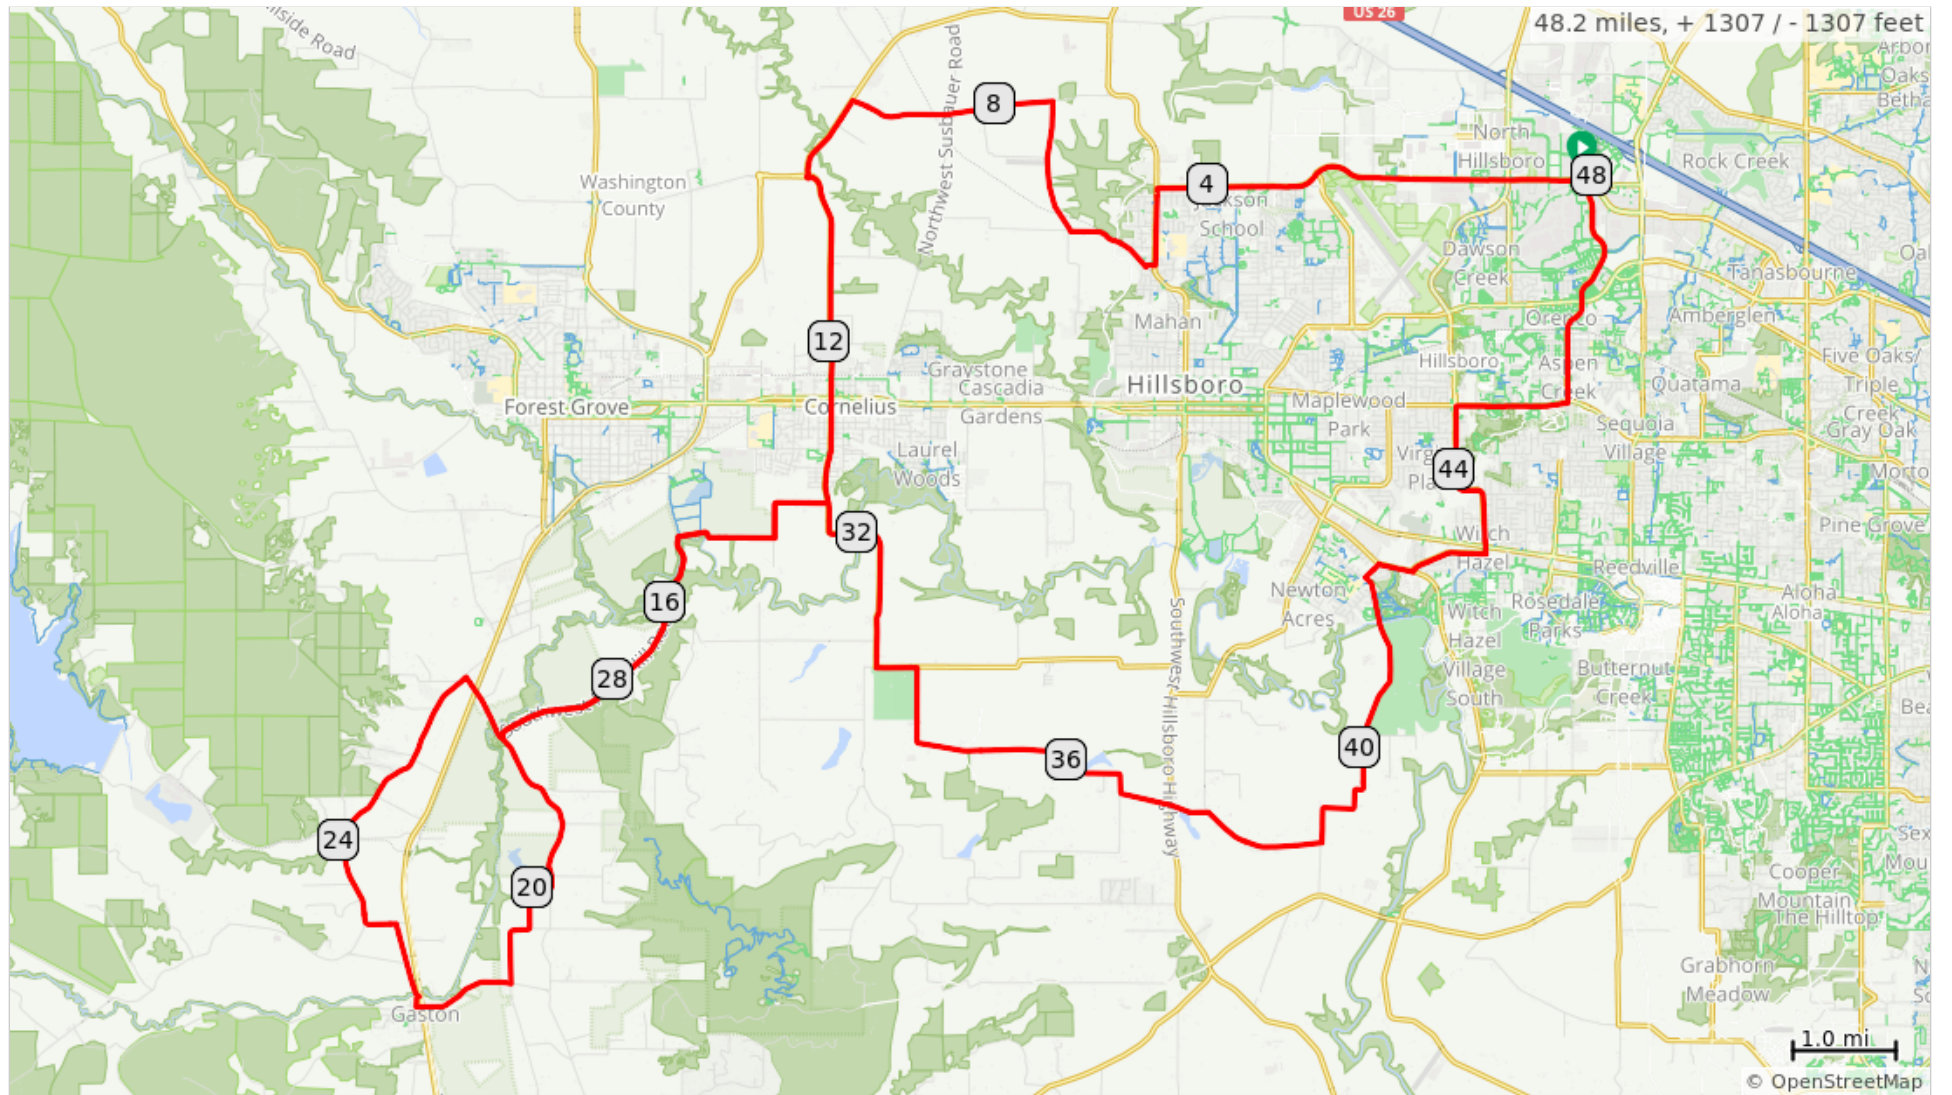 US 26
48.2 miles, + 1307 / - 1307 feet
Road
Northwest Susbauer Road
Oaks
Betha
8
North
Hillsboro
Rock Creek
48
4
Washington
County
School
Dawson
Creek
Tanasbourne
Mahan
Orenco
Amberglen
12
Hillsboro
Aspen
Creek
Five Oaks/
Triple
Creek
Graystone
Cascadia
Gardens
Hillsboro
Quatama
Maplewood
Park
Forest Grove
Cornelius
Sequoia
Village
Gray Oak
Laurel
Woods
44
32
Witch
Hazel
Pine Grove
Reedville
16
Newton
Acres
Witch
Hazel
Village
South
Rosedale
Parks
Aloha
Aloha
28
Southwest
Butternut
Creek
Southwest Hillsboro Highway
40
36
24
20
Cooper
Mountain
The Hilltop
Grabhorn
Meadow
Gaston
1.0 mi
© OpenStreetMap